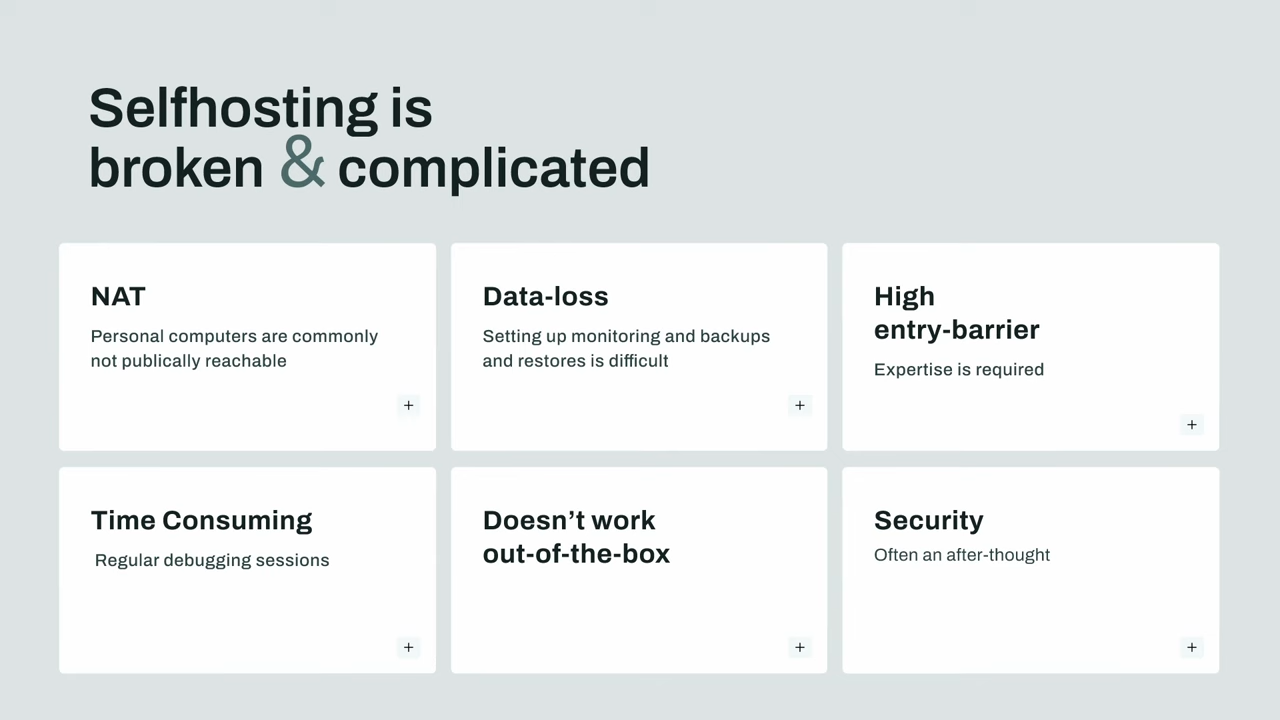 Selfhosting is
broken & complicated
NAT
Personal computers are commonly
not publically reachable
+
Data-loss
Setting up monitoring and backups
and restores is difficult
+
High
entry-barrier
Expertise is required
+
Time Consuming
Regular debugging sessions
+
Doesn’t work
out-of-the-box
+
Security
Often an after-thought
+